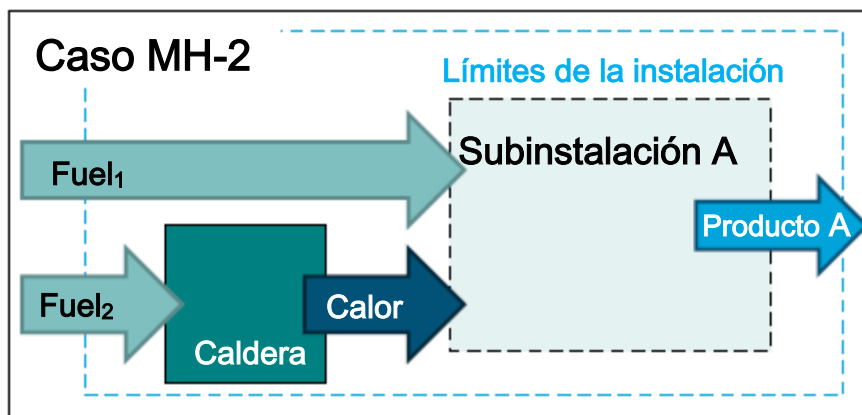 Caso MH-2
Límites de la instalación
Fuel₁
Subinstalación A
Producto A
Fuel₂
Calor
Caldera